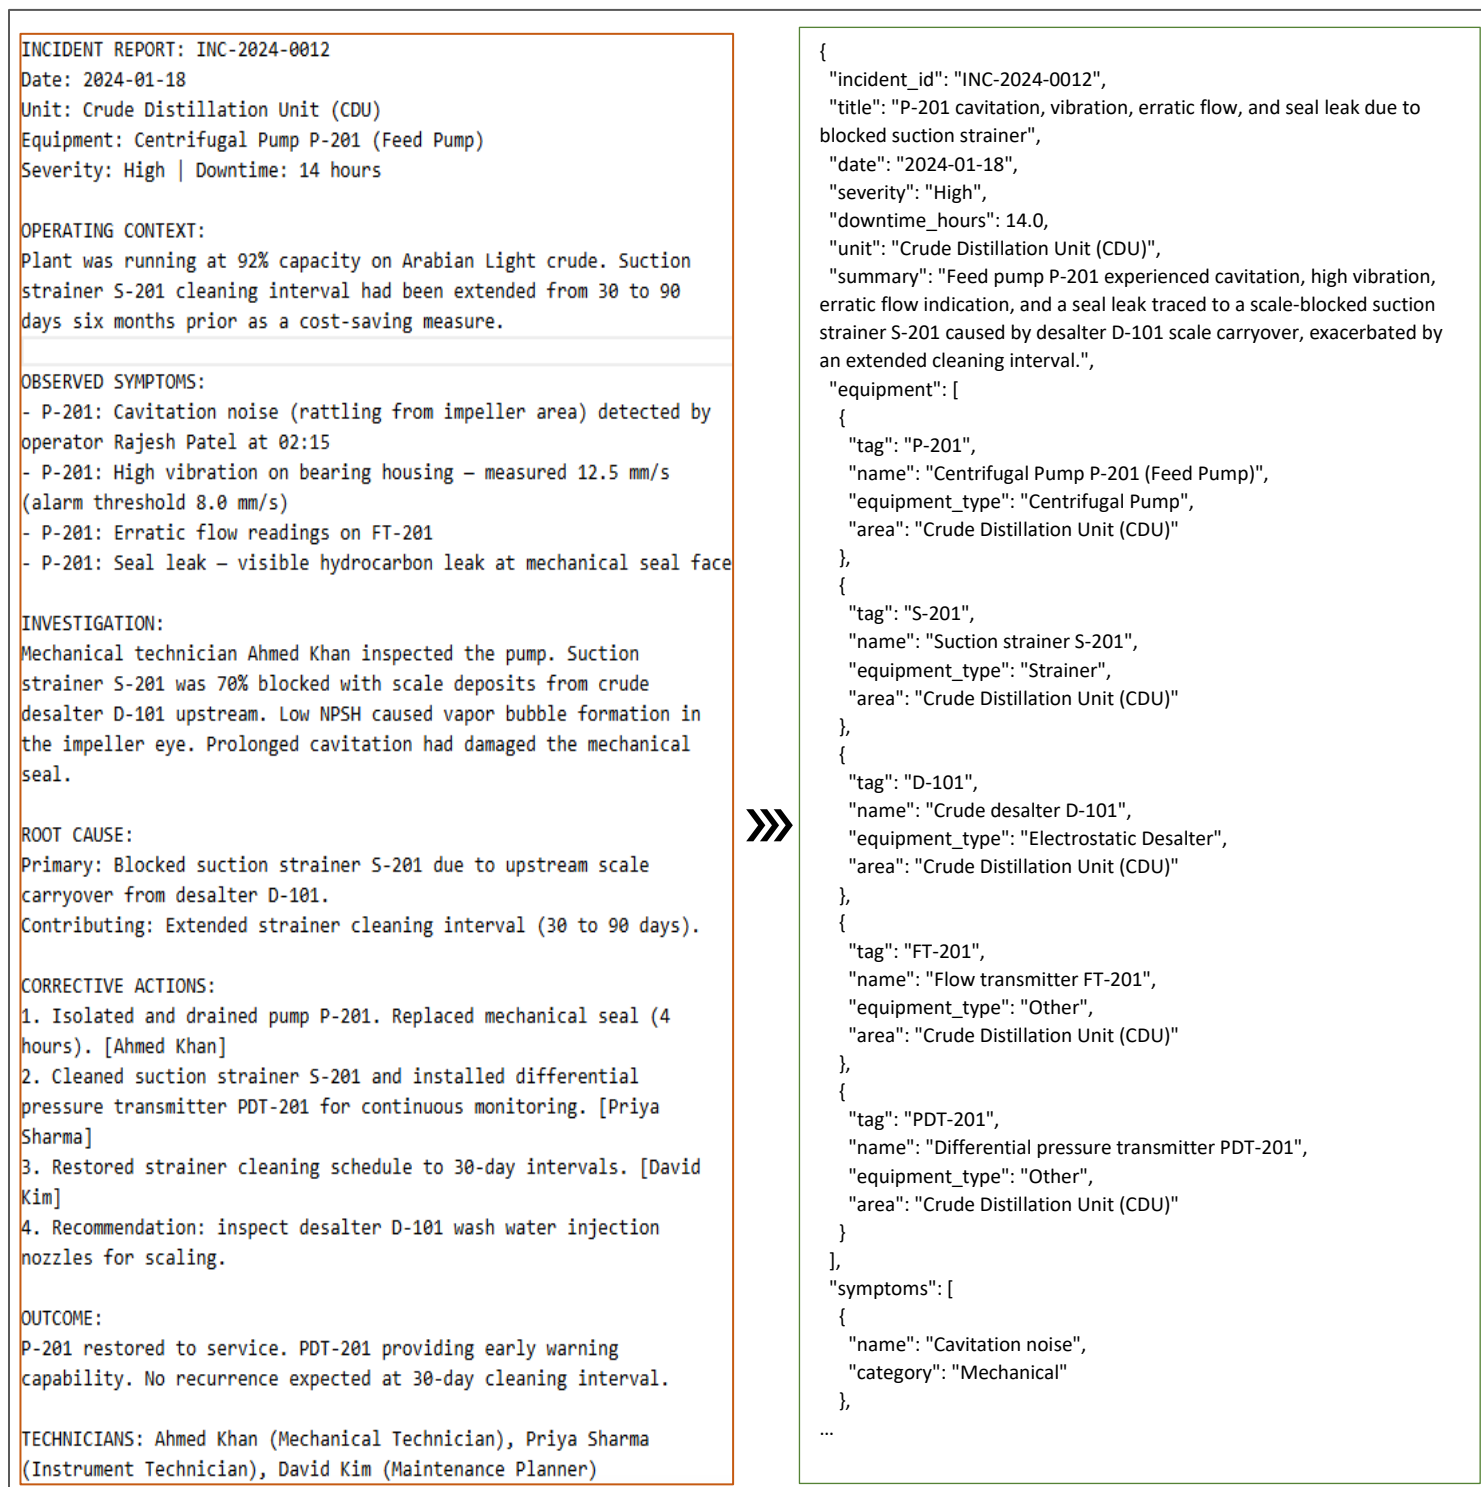 INCIDENT REPORT: INC-2024-0012
Date: 2024-01-18
Unit: Crude Distillation Unit (CDU)
Equipment: Centrifugal Pump P-201 (Feed Pump)
Severity: High | Downtime: 14 hours
OPERATING CONTEXT:
Plant was running at 92% capacity on Arabian Light crude. Suction
strainer S-201 cleaning interval had been extended from 30 to 90
days six months prior as a cost-saving measure.
OBSERVED SYMPTOMS:
- P-201: Cavitation noise (rattling from impeller area) detected by
operator Rajesh Patel at 02:15
- P-201: High vibration on bearing housing — measured 12.5 mm/s
(alarm threshold 8.0 mm/s)
- P-201: Erratic flow readings on FT-201
- P-201: Seal leak — visible hydrocarbon leak at mechanical seal face
INVESTIGATION:
Mechanical technician Ahmed Khan inspected the pump. Suction
strainer S-201 was 70% blocked with scale deposits from crude
desalter D-101 upstream. Low NPSH caused vapor bubble formation in
the impeller eye. Prolonged cavitation had damaged the mechanical
seal.
ROOT CAUSE:
Primary: Blocked suction strainer S-201 due to upstream scale
carryover from desalter D-101.
Contributing: Extended strainer cleaning interval (30 to 90 days).
CORRECTIVE ACTIONS:
1. Isolated and drained pump P-201. Replaced mechanical seal (4
hours). [Ahmed Khan]
2. Cleaned suction strainer S-201 and installed differential
pressure transmitter PDT-201 for continuous monitoring. [Priya
Sharma]
3. Restored strainer cleaning schedule to 30-day intervals. [David
Kim]
4. Recommendation: inspect desalter D-101 wash water injection
nozzles for scaling.
OUTCOME:
P-201 restored to service. PDT-201 providing early warning
capability. No recurrence expected at 30-day cleaning interval.
TECHNICIANS: Ahmed Khan (Mechanical Technician), Priya Sharma
(Instrument Technician), David Kim (Maintenance Planner)
{
"incident_id": "INC-2024-0012",
"title": "P-201 cavitation, vibration, erratic flow, and seal leak due to
blocked suction strainer",
"date": "2024-01-18",
"severity": "High",
"downtime_hours": 14.0,
"unit": "Crude Distillation Unit (CDU)",
"summary": "Feed pump P-201 experienced cavitation, high vibration,
erratic flow indication, and a seal leak traced to a scale-blocked suction
strainer S-201 caused by desalter D-101 scale carryover, exacerbated by
an extended cleaning interval.",
"equipment": [
{
"tag": "P-201",
"name": "Centrifugal Pump P-201 (Feed Pump)",
"equipment_type": "Centrifugal Pump",
"area": "Crude Distillation Unit (CDU)"
},
{
"tag": "S-201",
"name": "Suction strainer S-201",
"equipment_type": "Strainer",
"area": "Crude Distillation Unit (CDU)"
},
{
"tag": "D-101",
"name": "Crude desalter D-101",
"equipment_type": "Electrostatic Desalter",
"area": "Crude Distillation Unit (CDU)"
},
{
"tag": "FT-201",
"name": "Flow transmitter FT-201",
"equipment_type": "Other",
"area": "Crude Distillation Unit (CDU)"
},
{
"tag": "PDT-201",
"name": "Differential pressure transmitter PDT-201",
"equipment_type": "Other",
"area": "Crude Distillation Unit (CDU)"
}
],
"symptoms": [
{
"name": "Cavitation noise",
"category": "Mechanical"
},
...